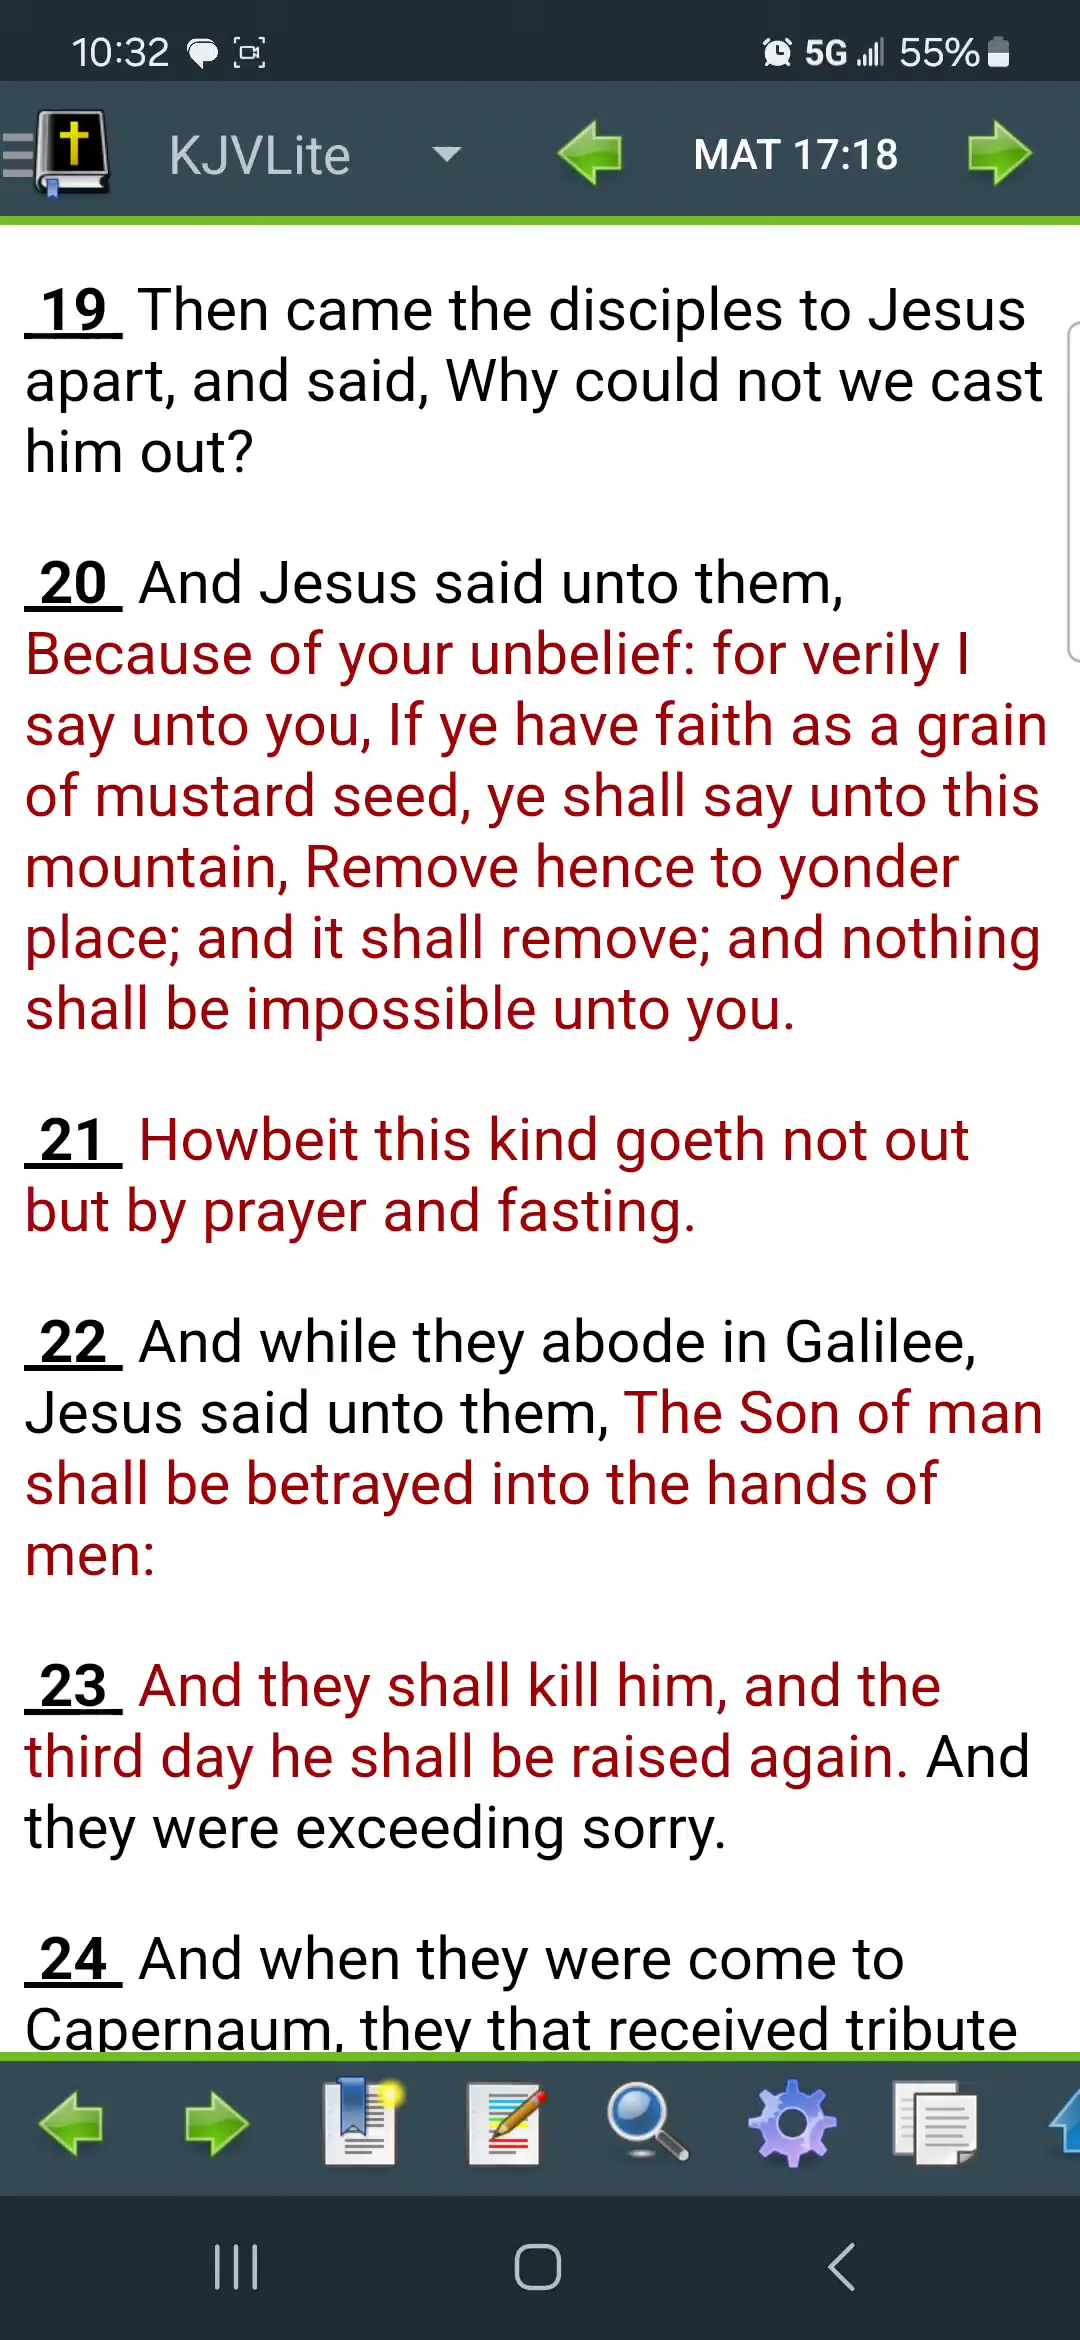 10:32 5G 55%
KJVLite MAT 17:18
19 Then came the disciples to Jesus
apart, and said, Why could not we cast
him out?
20 And Jesus said unto them,
Because of your unbelief: for verily I
say unto you, If ye have faith as a grain
of mustard seed, ye shall say unto this
mountain, Remove hence to yonder
place; and it shall remove; and nothing
shall be impossible unto you.
21 Howbeit this kind goeth not out
but by prayer and fasting.
22 And while they abode in Galilee,
Jesus said unto them, The Son of man
shall be betrayed into the hands of
men:
23 And they shall kill him, and the
third day he shall be raised again. And
they were exceeding sorry.
24 And when they were come to
Capernaum, they that received tribute